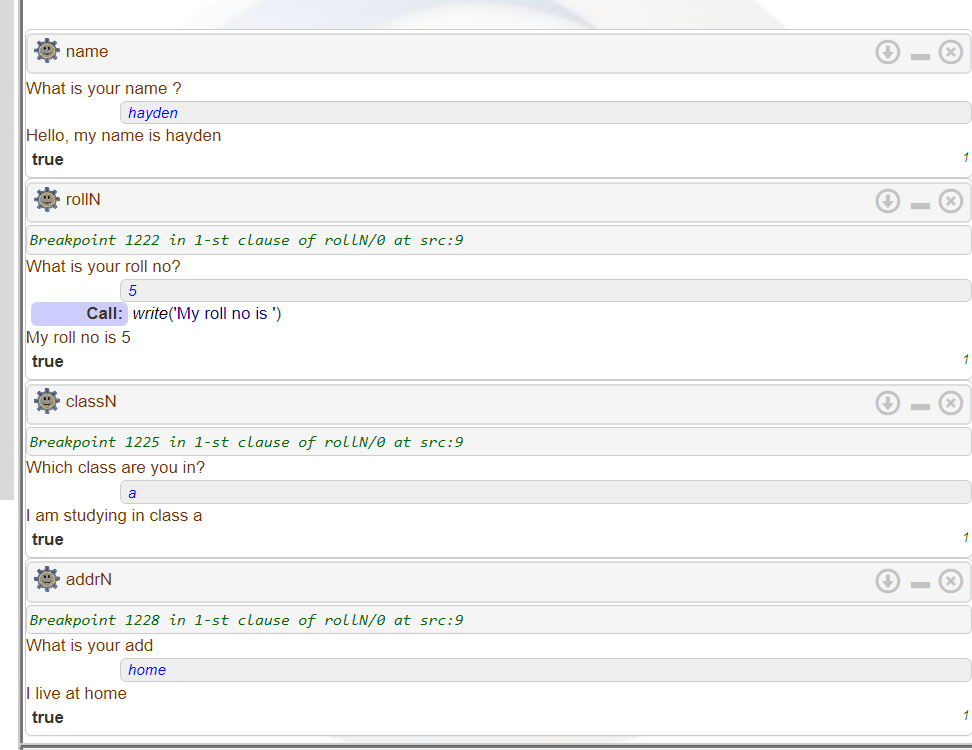 name
What is your name ?
hayden
Hello, my name is hayden
true
1
rollN
Breakpoint 1222 in 1-st clause of rollN/0 at src:9
What is your roll no?
5
Call: write('My roll no is ')
My roll no is 5
true
1
classN
Breakpoint 1225 in 1-st clause of rollN/0 at src:9
Which class are you in?
a
I am studying in class a
true
1
addrN
Breakpoint 1228 in 1-st clause of rollN/0 at src:9
What is your add
home
I live at home
true
1